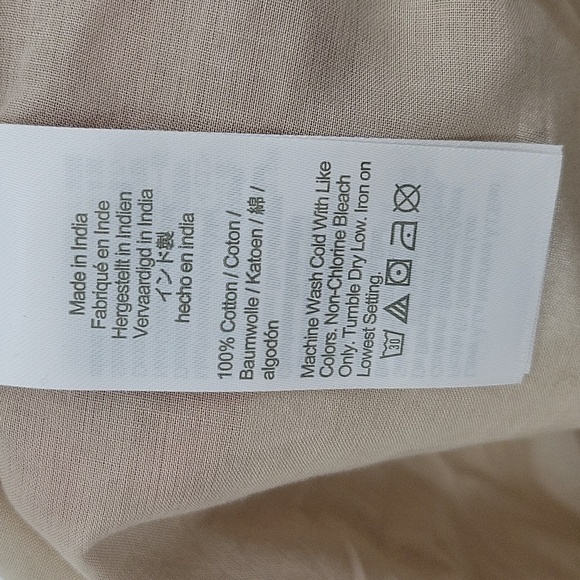 Made in India
Fabriqué en Inde
Hergestellt in Indien
Vervaardigd in India
インド製
hecho en india
100% Cotton / Coton /
Baumwolle / Katoen / 綿 /
algodón
Machine Wash Cold With Like
Colors. Non-Chlorine Bleach
Only. Tumble Dry Low. Iron on
Lowest Setting.
30